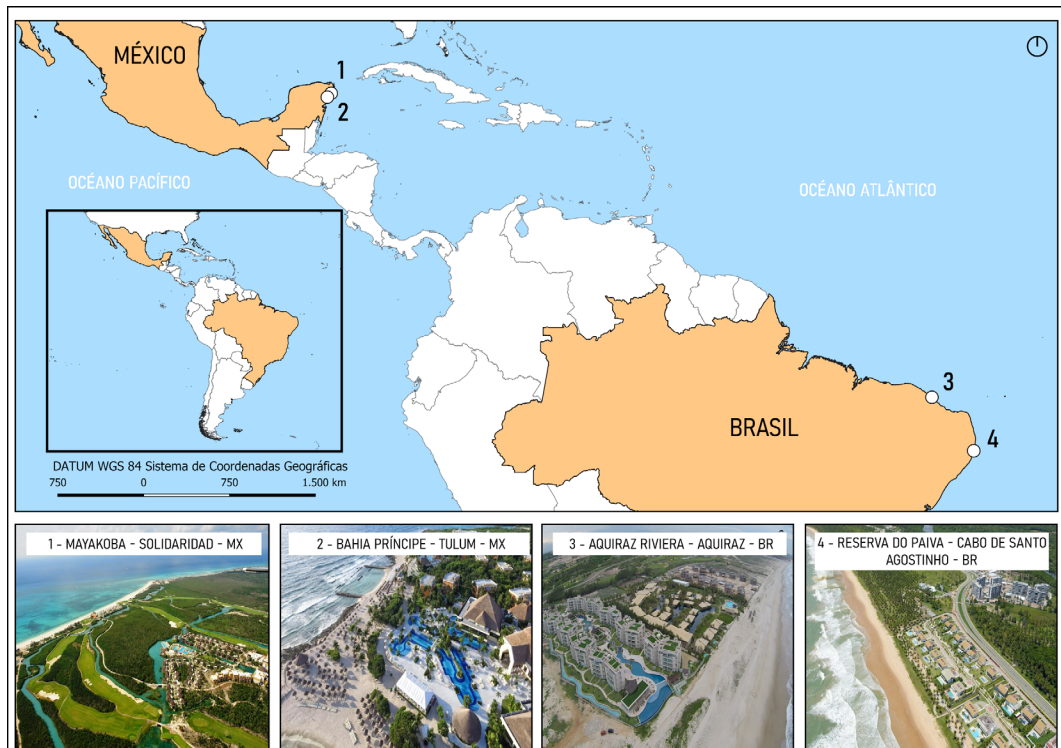 MÉXICO
1
2
OCÉANO PACÍFICO
OCÉANO ATLÂNTICO
3
BRASIL
4
DATUM WGS 84 Sistema de Coordenadas Geográficas
750 0 750 1.500 km
1 - MAYAKOBA - SOLIDARIDAD - MX
2 - BAHIA PRÍNCIPE - TULUM - MX
3 - AQUIRAZ RIVIERA - AQUIRAZ - BR
4 - RESERVA DO PAIVA - CABO DE SANTO
AGOSTINHO - BR